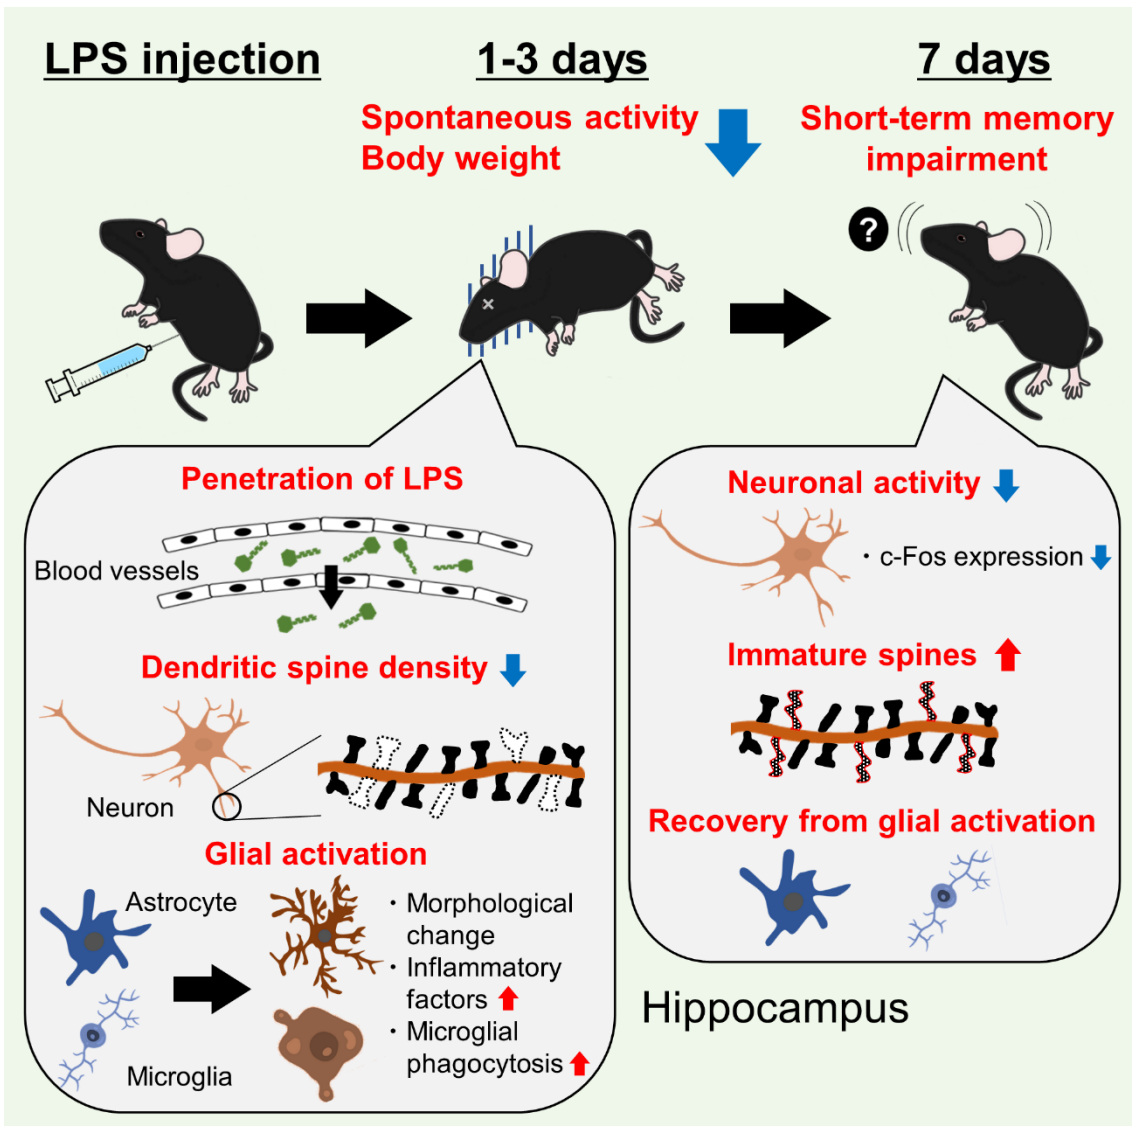 LPS injection
1-3 days
7 days
Spontaneous activity
Body weight
Short-term memory
impairment
?
Penetration of LPS
Blood vessels
Dendritic spine density
Neuron
Glial activation
Astrocyte
Microglia
・Morphological
change
・Inflammatory
factors
・Microglial
phagocytosis
Neuronal activity
・c-Fos expression
Immature spines
Recovery from glial activation
Hippocampus